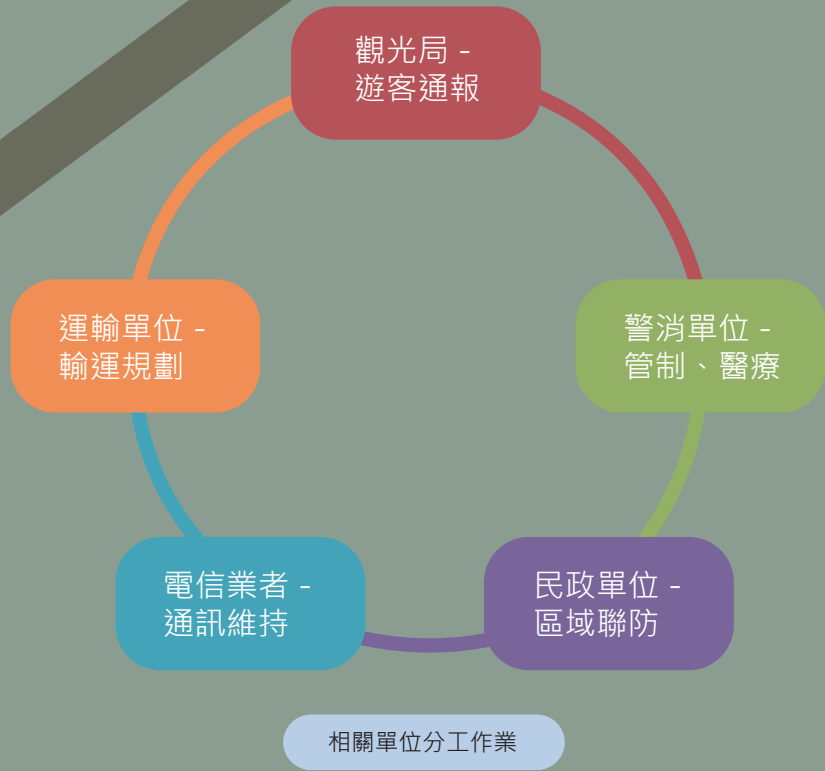 觀光局 -
遊客通報
運輸單位 -
輸運規劃
警消單位 -
管制、醫療
電信業者 -
通訊維持
民政單位 -
區域聯防
相關單位分工作業